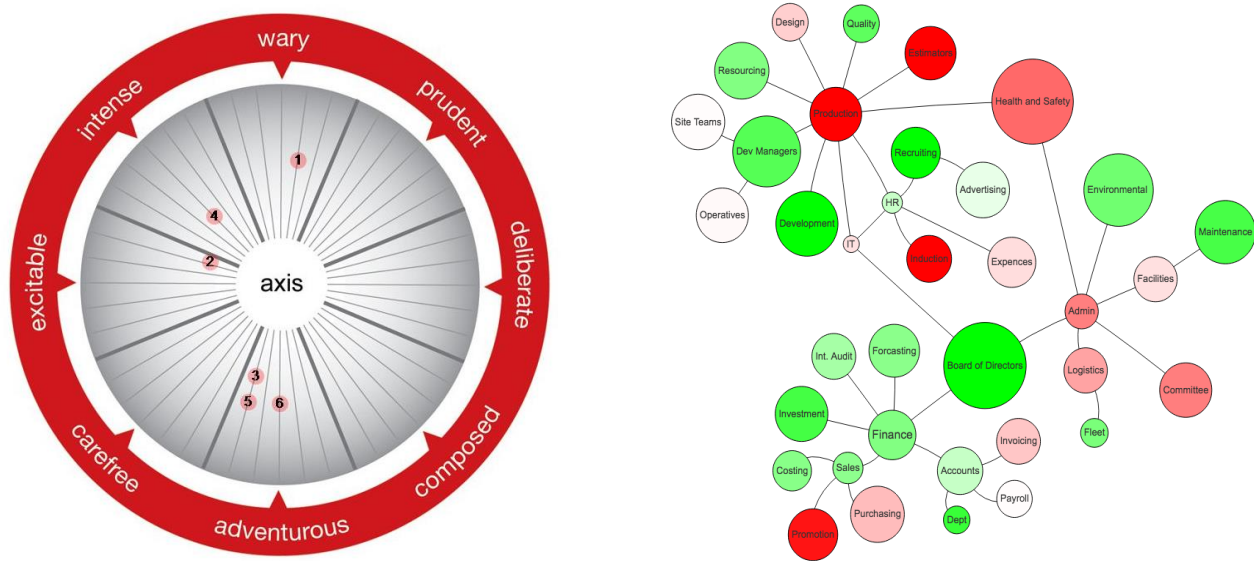 wary
prudent
deliberate
composed
adventurous
carefree
excitable
intense
axis
1
4
2
3
5
6
Design
Quality
Estimators
Resourcing
Production
Health and Safety
Site Teams
Dev Managers
Recruiting
Advertising
Environmental
Operatives
Development
HR
IT
Induction
Expences
Maintenance
Facilities
Admin
Board of Directors
Int. Audit
Forcasting
Logistics
Committee
Investment
Finance
Invoicing
Fleet
Costing
Sales
Accounts
Payroll
Purchasing
Dept
Promotion